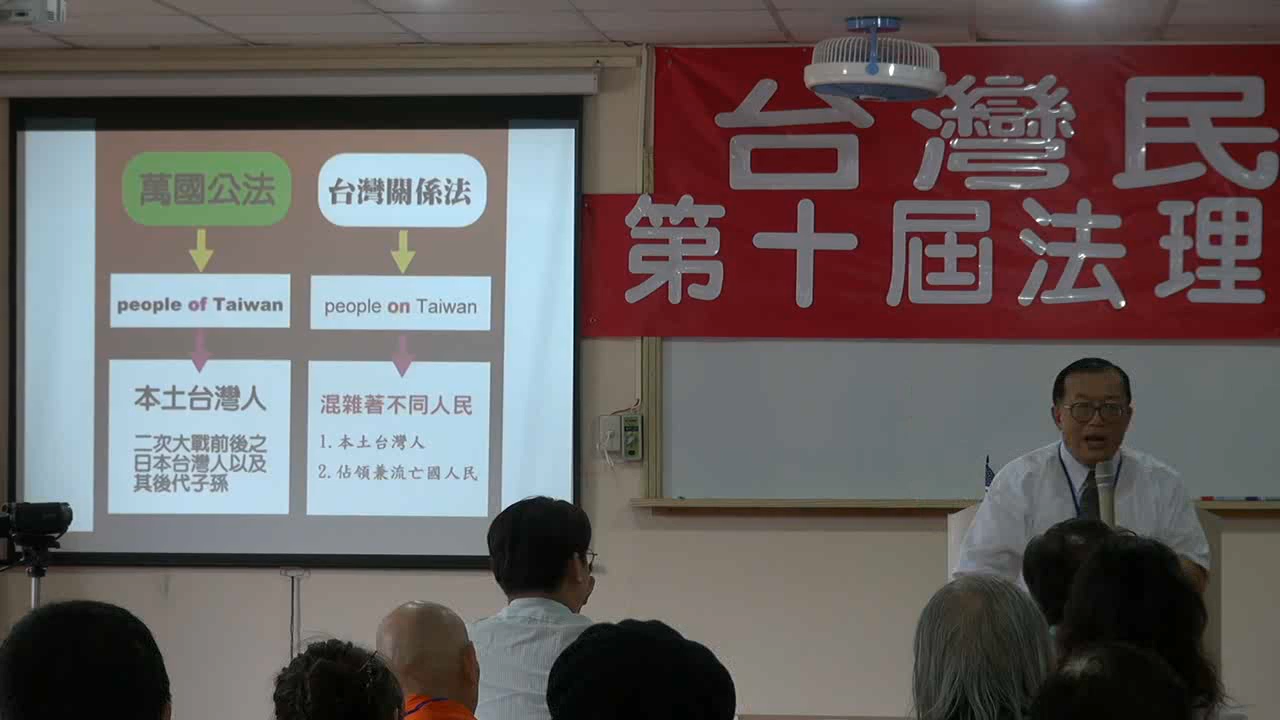 萬國公法
台灣關係法
people of Taiwan
people on Taiwan
本土台灣人
二次大戰前後之
日本台灣人以及
其後代子孫
混雜著不同人民
1. 本土台灣人
2. 佔領兼流亡國人民
台灣民
第十屆法理